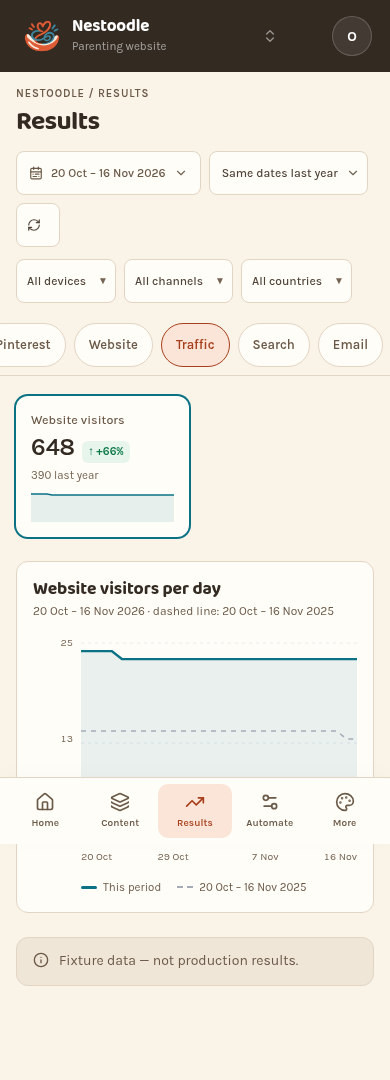 Nestoodle
Parenting website
O
NESTOODLE / RESULTS
Results
20 Oct – 16 Nov 2026
Same dates last year
All devices ▾
All channels ▾
All countries ▾
Pinterest
Website
Traffic
Search
Email
Website visitors
648 ↑ +66%
390 last year
Website visitors per day
20 Oct – 16 Nov 2026 · dashed line: 20 Oct – 16 Nov 2025
25
13
Home
Content
Results
Automate
More
20 Oct
29 Oct
7 Nov
16 Nov
This period
20 Oct – 16 Nov 2025
Fixture data — not production results.